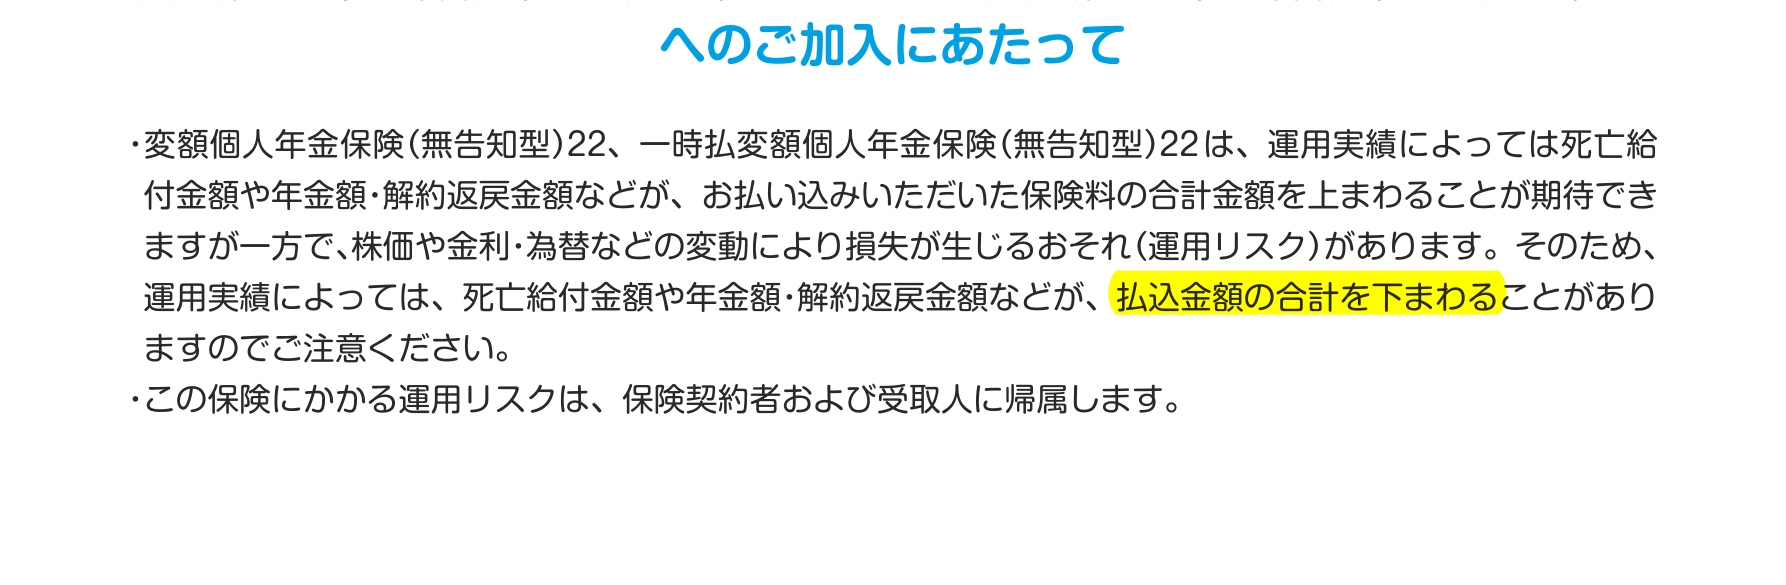 へのご加入にあたって
・変額個人年金保険(無告知型)22、一時払変額個人年金保険(無告知型)22は、運用実績によっては死亡給
付金額や年金額・解約返戻金額などが、お払い込みいただいた保険料の合計金額を上まわることが期待でき
ますが一方で、株価や金利・為替などの変動により損失が生じるおそれ(運用リスク)があります。そのため、
運用実績によっては、死亡給付金額や年金額・解約返戻金額などが、払込金額の合計を下まわることがあり
ますのでご注意ください。
・この保険にかかる運用リスクは、保険契約者および受取人に帰属します。